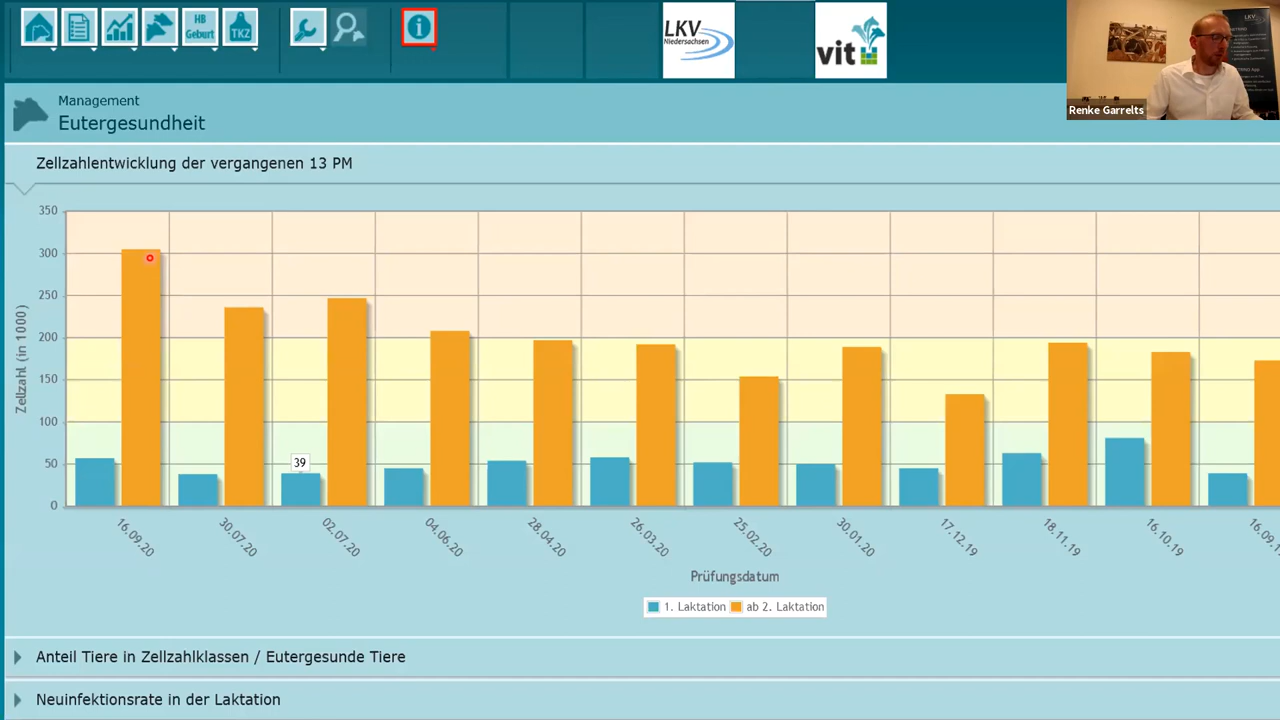 HB
Geburt
TKZ
LKV
Niedersachsen
vit
LKV
Renke Garrelts
Management
Eutergesundheit
Zellzahlentwicklung der vergangenen 13 PM
Zellzahl (in 1000)
350
300
250
200
150
100
50
0
39
16.09.20
30.07.20
02.07.20
04.06.20
28.04.20
26.03.20
25.02.20
30.01.20
17.12.19
18.11.19
16.10.19
16.09.1
Prüfungsdatum
1. Laktation ab 2. Laktation
Anteil Tiere in Zellzahlklassen / Eutergesunde Tiere
Neuinfektionsrate in der Laktation